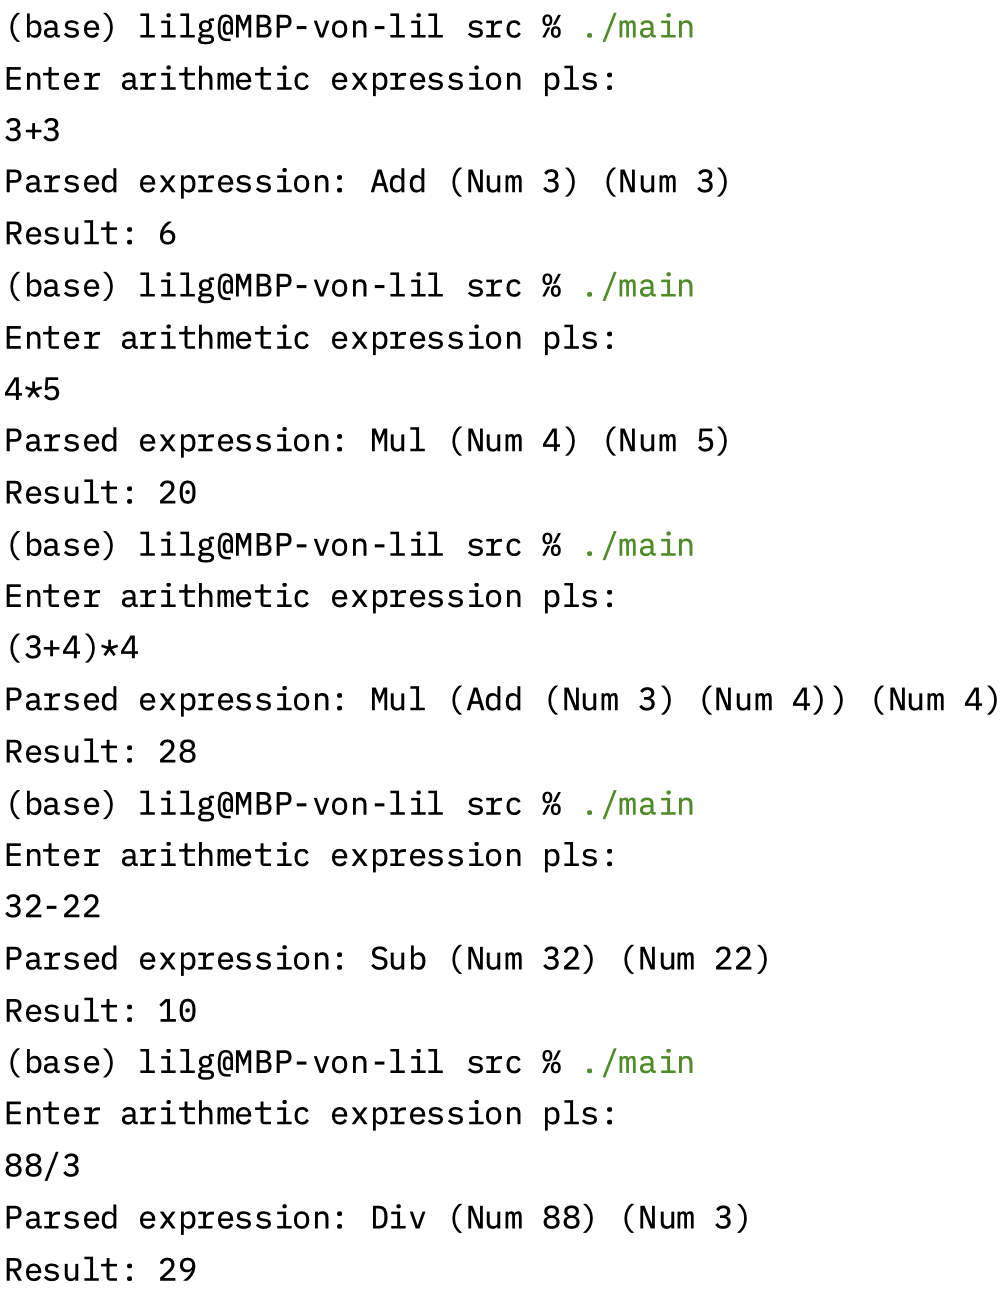 (base) lilg@MBP-von-lil src % ./main
Enter arithmetic expression pls:
3+3
Parsed expression: Add (Num 3) (Num 3)
Result: 6
(base) lilg@MBP-von-lil src % ./main
Enter arithmetic expression pls:
4*5
Parsed expression: Mul (Num 4) (Num 5)
Result: 20
(base) lilg@MBP-von-lil src % ./main
Enter arithmetic expression pls:
(3+4)*4
Parsed expression: Mul (Add (Num 3) (Num 4)) (Num 4)
Result: 28
(base) lilg@MBP-von-lil src % ./main
Enter arithmetic expression pls:
32-22
Parsed expression: Sub (Num 32) (Num 22)
Result: 10
(base) lilg@MBP-von-lil src % ./main
Enter arithmetic expression pls:
88/3
Parsed expression: Div (Num 88) (Num 3)
Result: 29